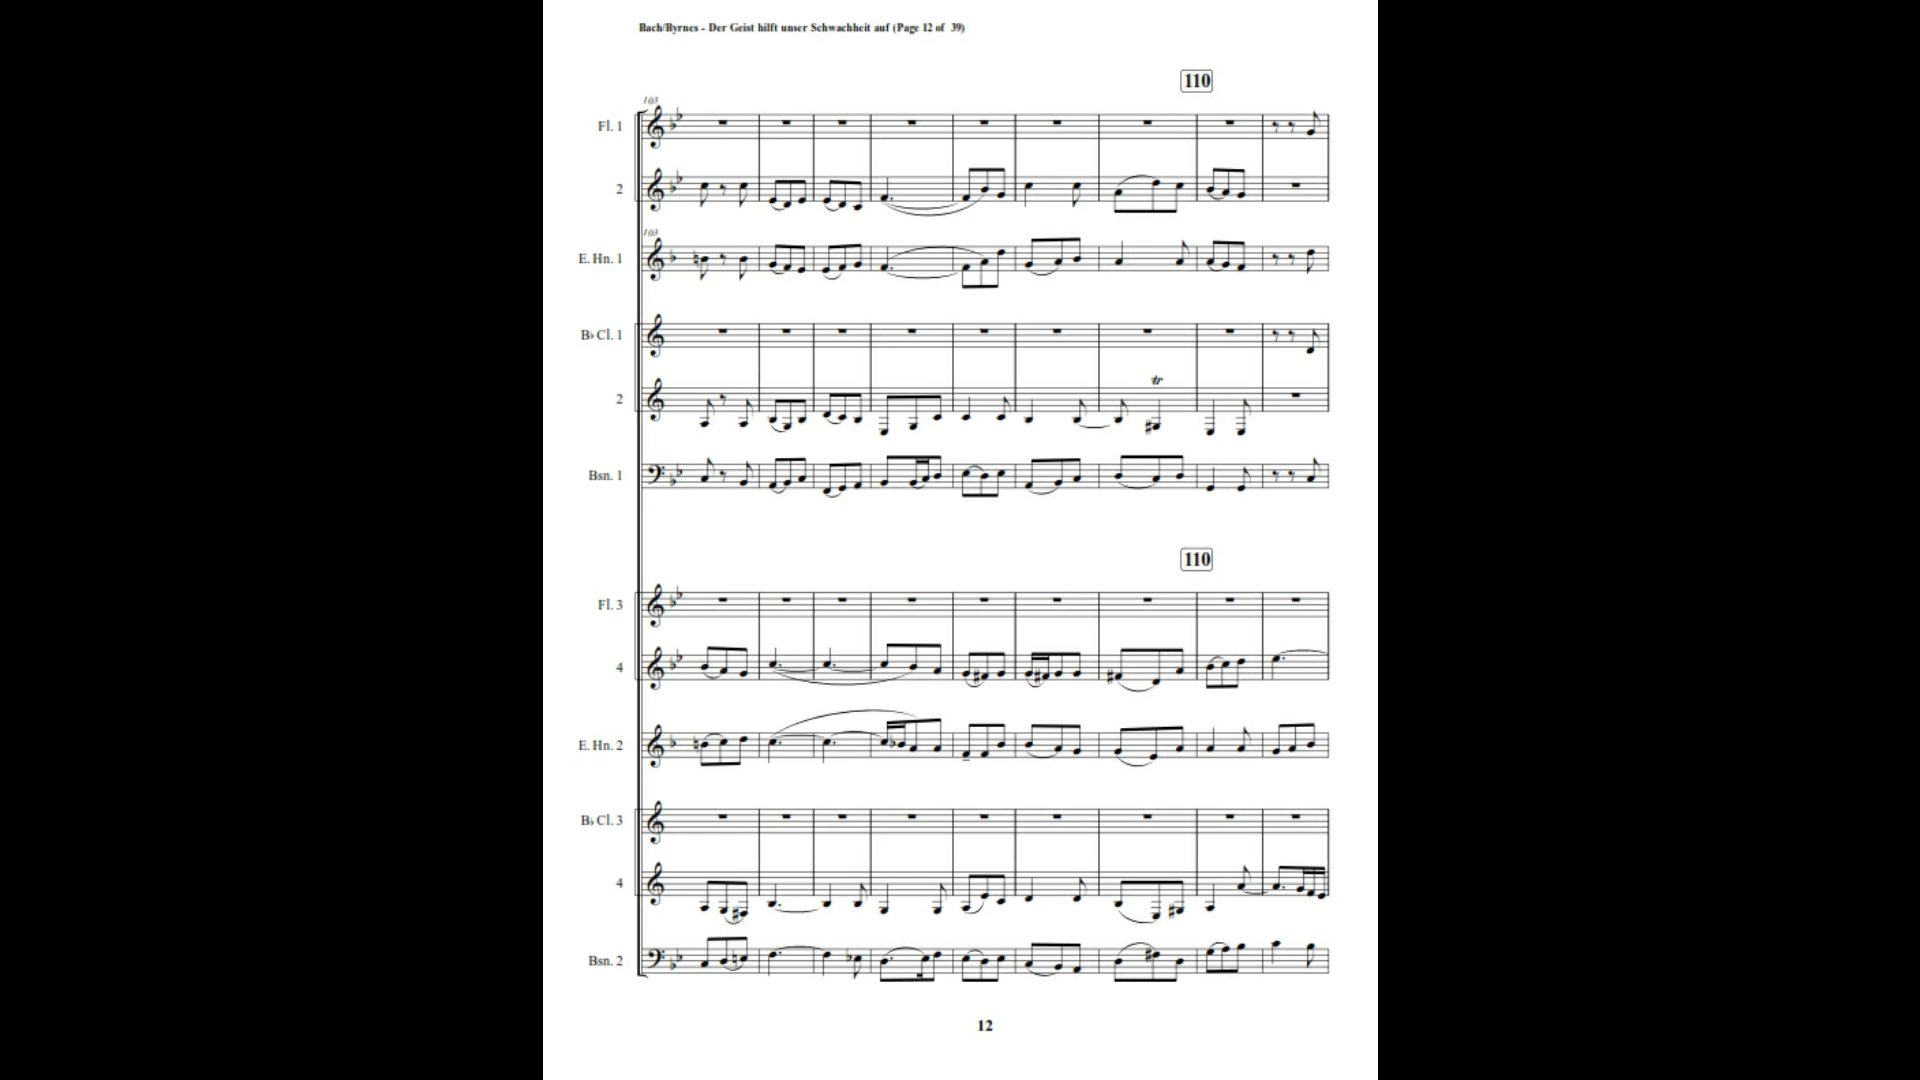 Bach/Byrnes - Der Geist hilft unser Schwachheit auf (Page 12 of 39)
110
103
Fl. 1
2
103
E. Hn. 1
B♭ Cl. 1
tr
2
Bsn. 1
110
Fl. 3
4
E. Hn. 2
B♭ Cl. 3
4
Bsn. 2
12